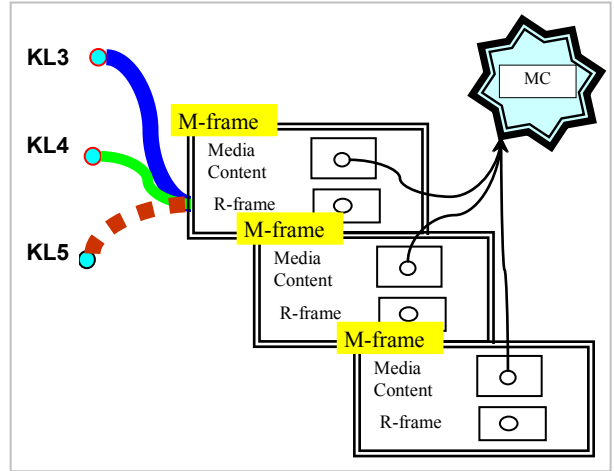 KL3
MC
M-frame
Media
Content
R-frame
KL4
KL5
M-frame
Media
Content
R-frame
M-frame
Media
Content
R-frame